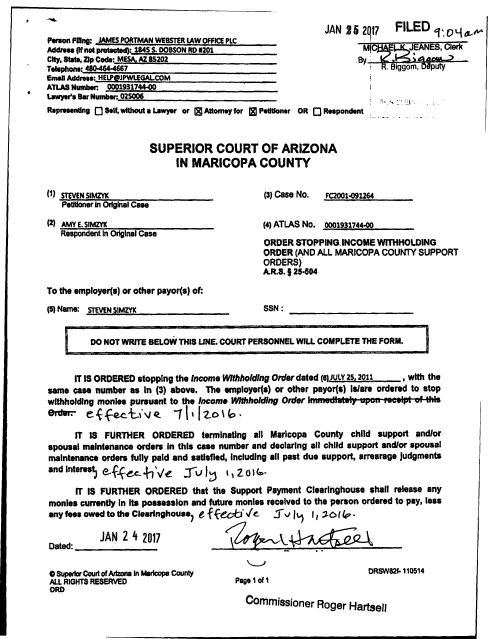 JAN 25 2017 FILED 9:04am
MICHAEL K. JEANES, Clerk
By R. Biggom
R. Biggom, Deputy
Person Filing: JAMES PORTMAN WEBSTER LAW OFFICE PLC
Address (if not protected): 1845 S. DOBSON RD #201
City, State, Zip Code: MESA, AZ 85202
Telephone: 480-464-4667
Email Address: HELP@JPWLEGAL.COM
ATLAS Number: 0001931744-00
Lawyer's Bar Number: 025006
Representing ☐ Self, without a Lawyer or ☒ Attorney for ☒ Petitioner OR ☐ Respondent
SUPERIOR COURT OF ARIZONA
IN MARICOPA COUNTY
(1) STEVEN SIMZYK
Petitioner in Original Case
(3) Case No. FC2001-091264
(2) AMY E. SIMZYK
Respondent in Original Case
(4) ATLAS No. 0001931744-00
ORDER STOPPING INCOME WITHHOLDING
ORDER (AND ALL MARICOPA COUNTY SUPPORT
ORDERS)
A.R.S. § 25-504
To the employer(s) or other payor(s) of:
(5) Name: STEVEN SIMZYK SSN:
DO NOT WRITE BELOW THIS LINE. COURT PERSONNEL WILL COMPLETE THE FORM.
IT IS ORDERED stopping the Income Withholding Order dated (6) JULY 25, 2011, with the
same case number as in (3) above. The employer(s) or other payor(s) is/are ordered to stop
withholding monies pursuant to the Income Withholding Order immediately upon receipt of this
Order. effective 7/1/2016.
IT IS FURTHER ORDERED terminating all Maricopa County child support and/or
spousal maintenance orders in this case number and declaring all child support and/or spousal
maintenance orders fully paid and satisfied, including all past due support, arrearage judgments
and interest, effective July 1, 2016.
IT IS FURTHER ORDERED that the Support Payment Clearinghouse shall release any
monies currently in its possession and future monies received to the person ordered to pay, less
any fees owed to the Clearinghouse, effective July 1, 2016.
Dated: JAN 24 2017 Roger Hartsell
© Superior Court of Arizona in Maricopa County
ALL RIGHTS RESERVED
ORD
Page 1 of 1
DRSW82f- 110514
Commissioner Roger Hartsell